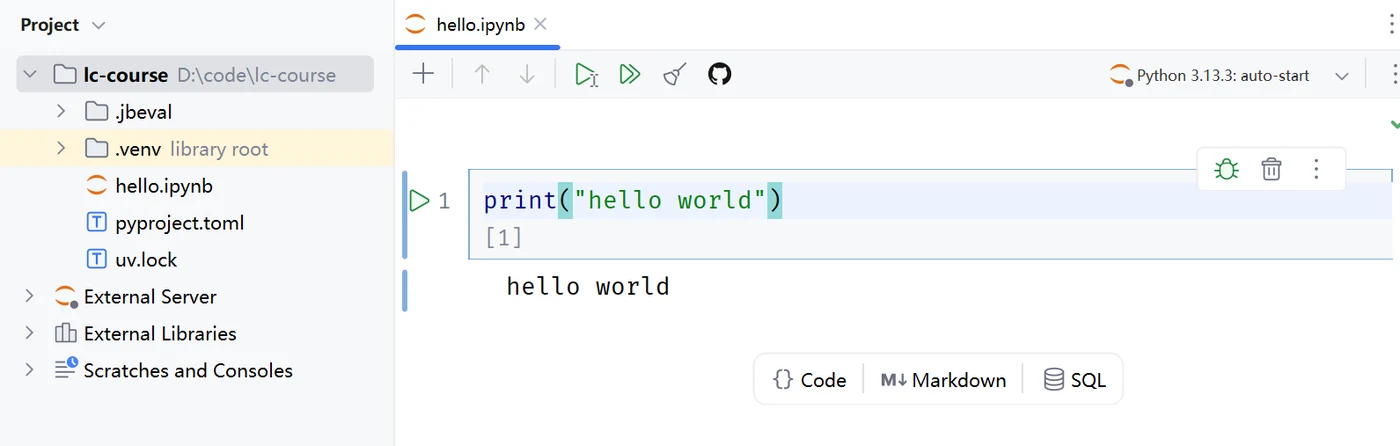 Project
hello.ipynb
lc-course D:\code\lc-course
.jbeval
.venv library root
hello.ipynb
pyproject.toml
uv.lock
External Server
External Libraries
Scratches and Consoles
Python 3.13.3: auto-start
1 print("hello world")
[1]
hello world
{} Code M↓ Markdown SQL